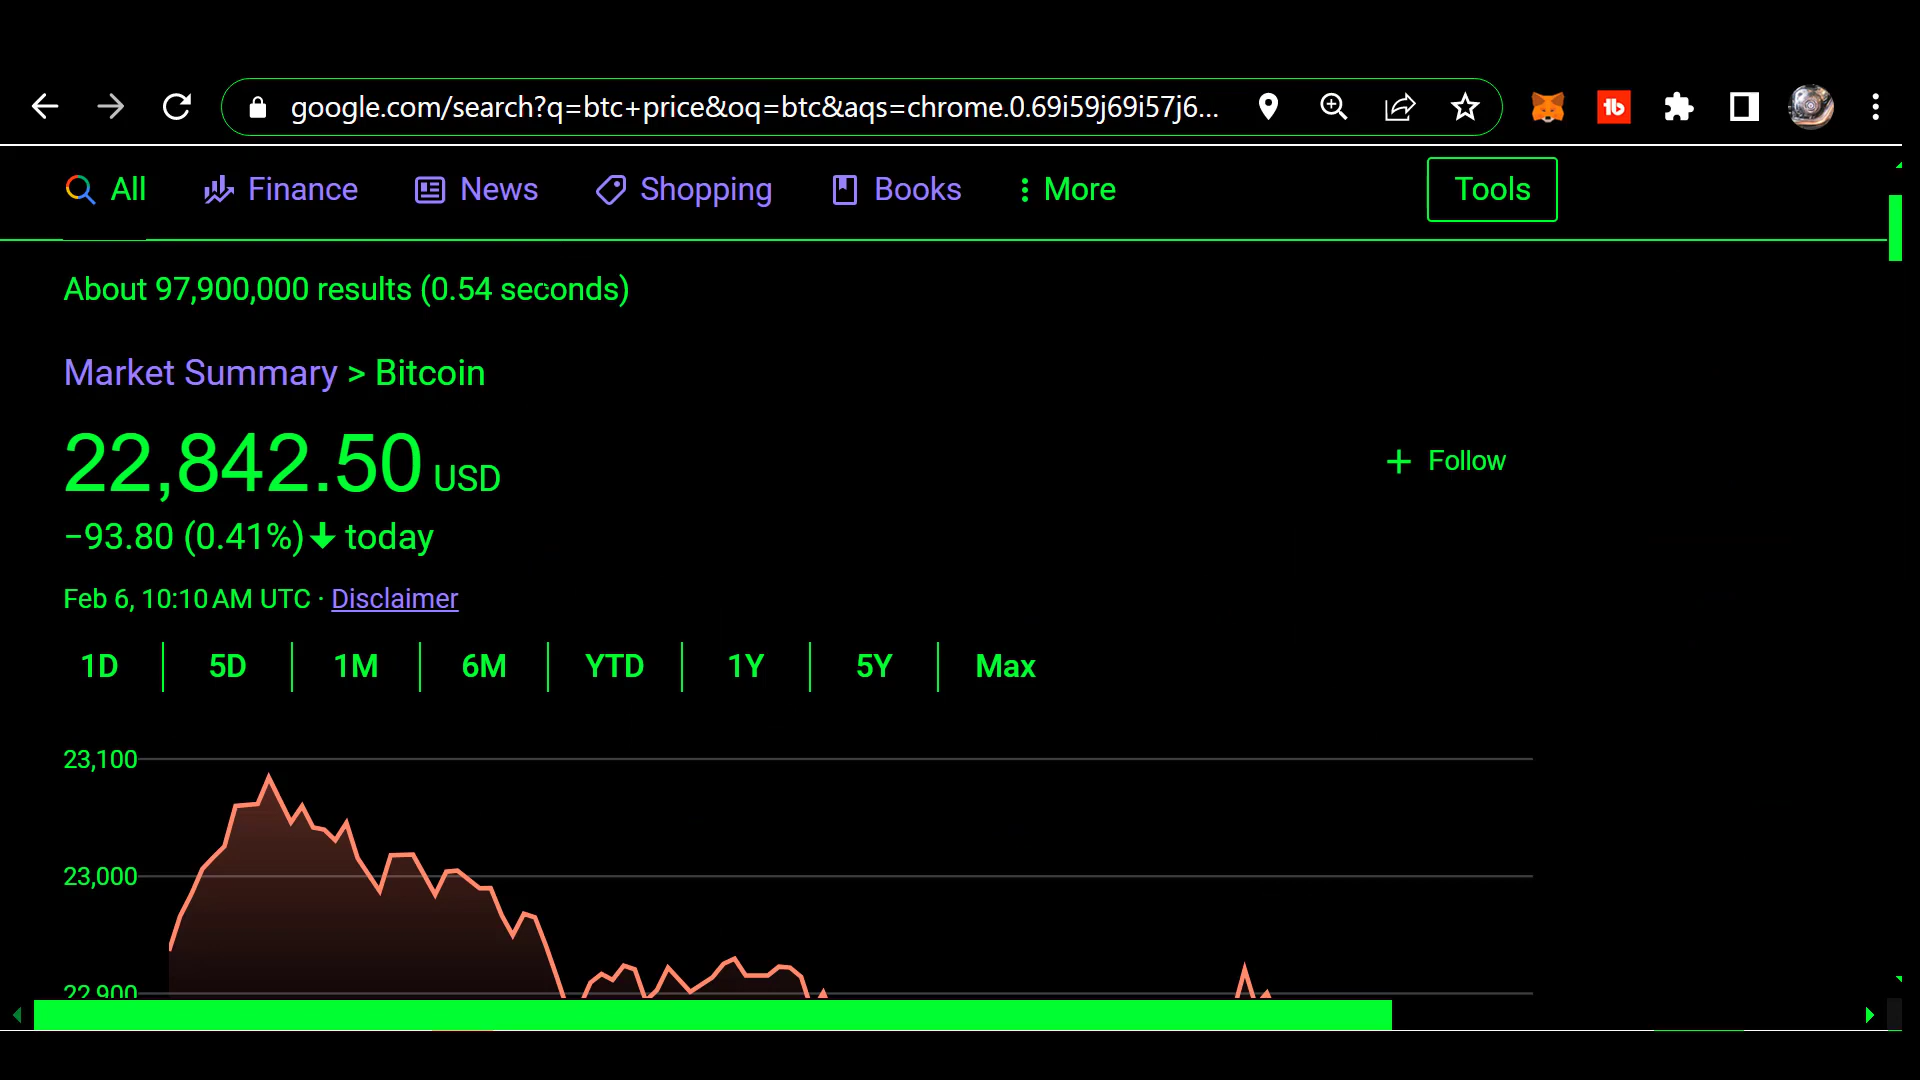 google.com/search?q=btc+price&oq=btc&aqs=chrome.0.69i59j69i57j6...
All Finance News Shopping Books More Tools
About 97,900,000 results (0.54 seconds)
Market Summary > Bitcoin
22,842.50 USD
+ Follow
−93.80 (0.41%) ↓ today
Feb 6, 10:10 AM UTC · Disclaimer
1D 5D 1M 6M YTD 1Y 5Y Max
23,100
23,000
22,900